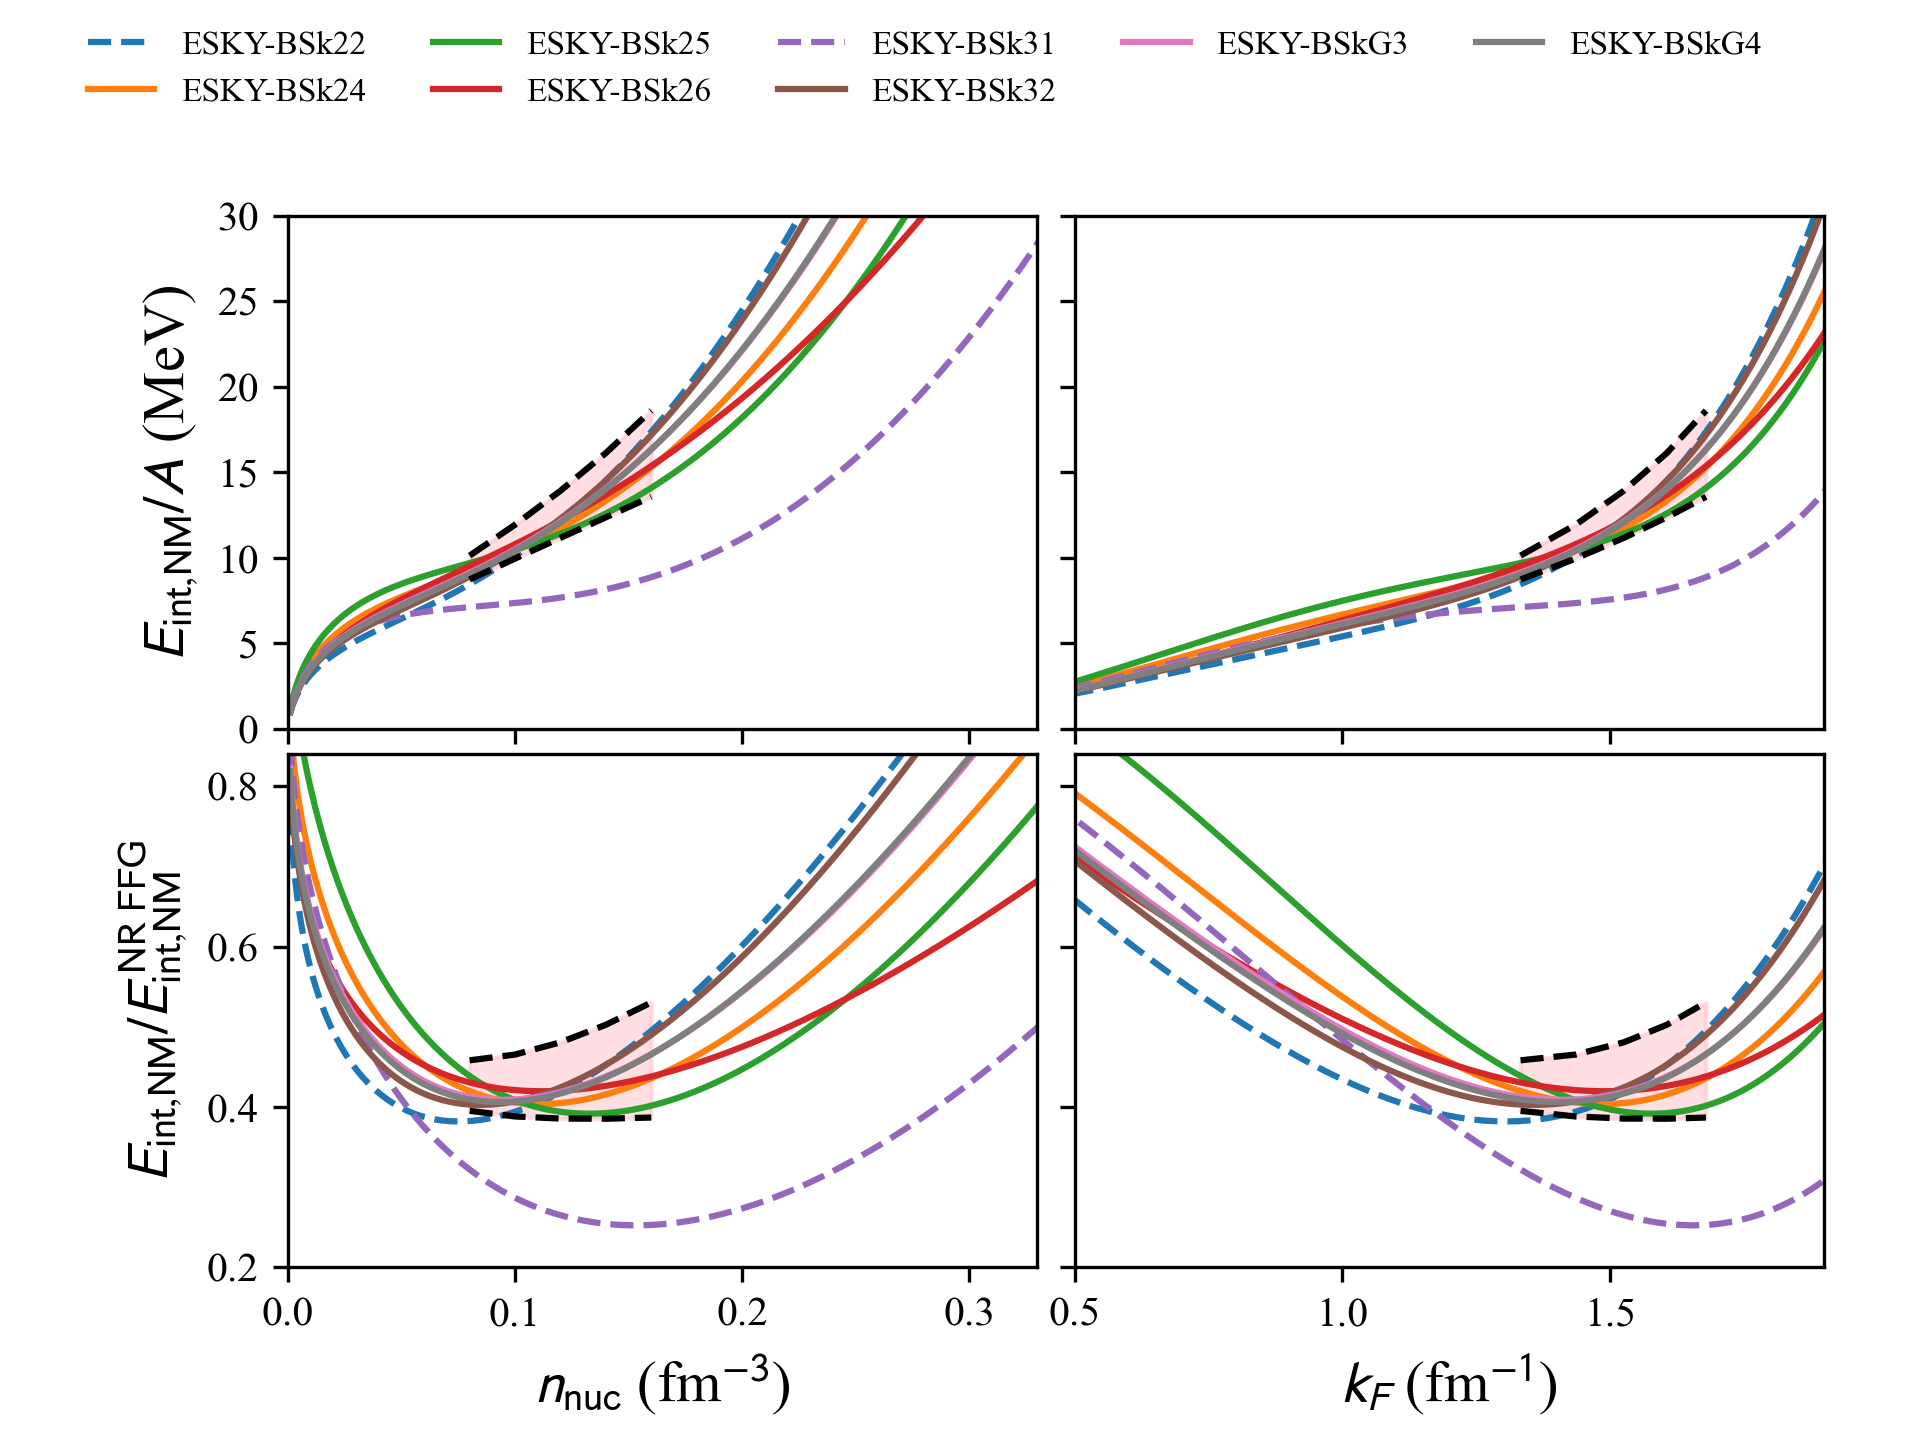 ESKY-BSk22 ESKY-BSk25 ESKY-BSk31 ESKY-BSkG3 ESKY-BSkG4
ESKY-BSk24 ESKY-BSk26 ESKY-BSk32
E_int,NM/A (MeV)
30
25
20
15
10
5
0
E_int,NM/E_int,NM^NR FFG
0.8
0.6
0.4
0.2
0.0 0.1 0.2 0.3
0.5 1.0 1.5
n_nuc (fm⁻³)
k_F (fm⁻¹)